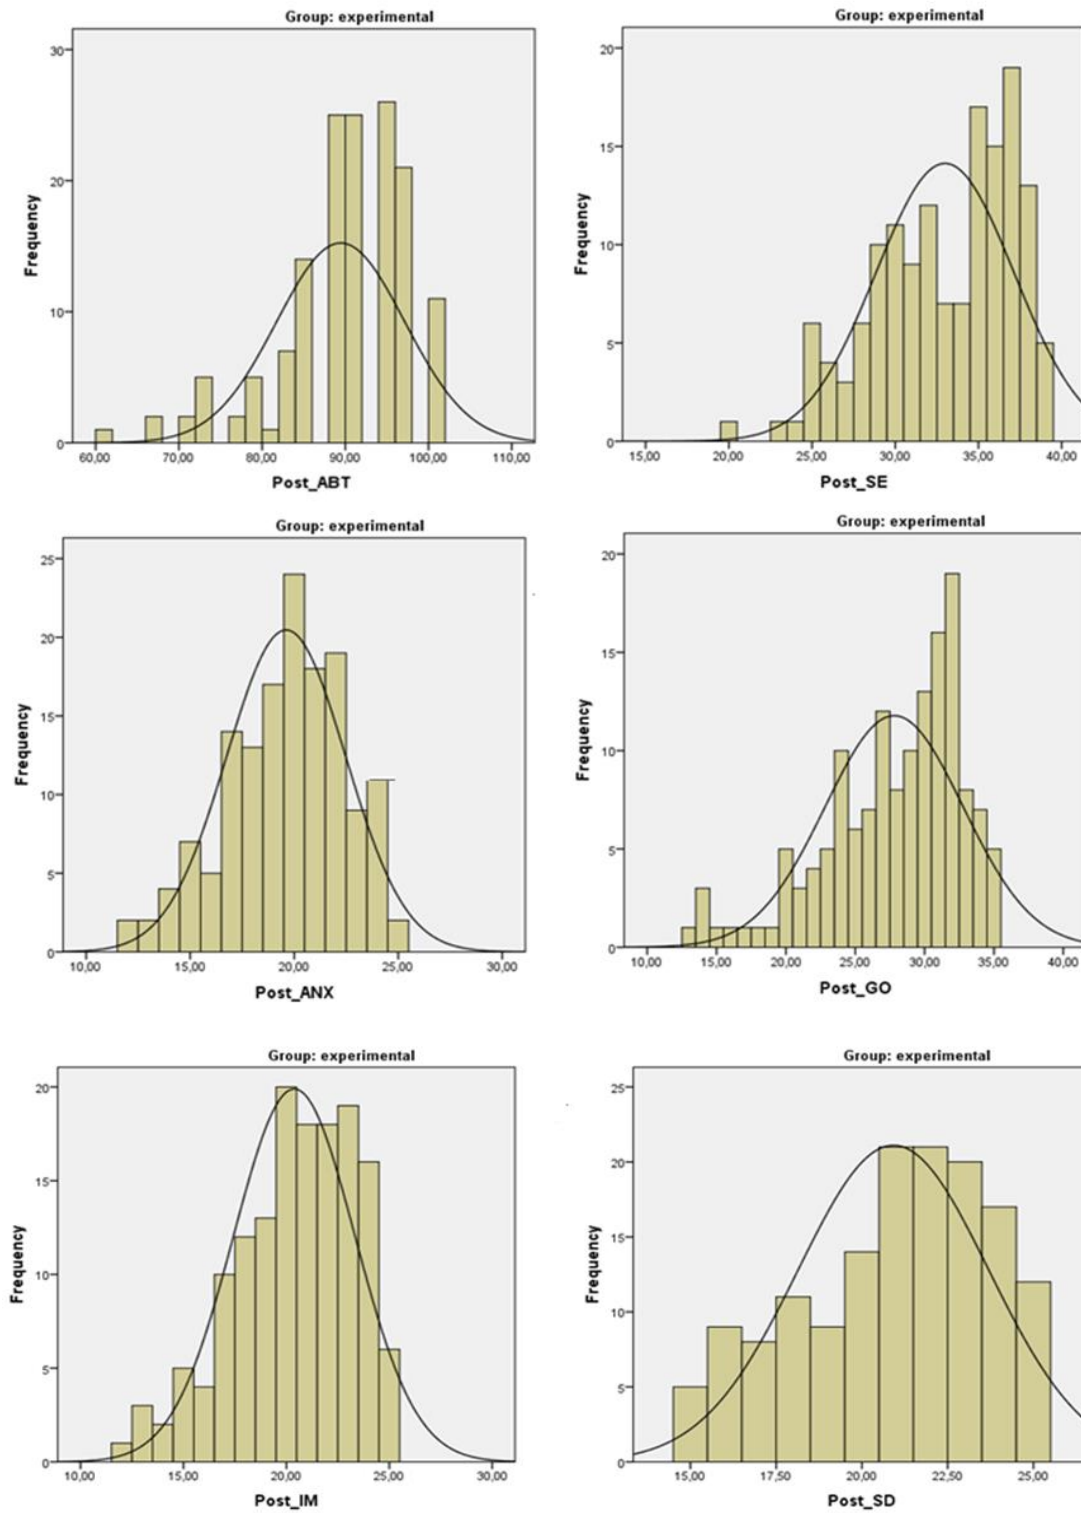 Group: experimental
30
20
10
0
Frequency
60,00 70,00 80,00 90,00 100,00 110,00
Post_ABT
Group: experimental
20
15
10
5
0
Frequency
15,00 20,00 25,00 30,00 35,00 40,00
Post_SE
Group: experimental
25
20
15
10
5
0
Frequency
10,00 15,00 20,00 25,00 30,00
Post_ANX
Group: experimental
20
15
10
5
0
Frequency
10,00 15,00 20,00 25,00 30,00 35,00 40,00
Post_GO
Group: experimental
20
15
10
5
0
Frequency
10,00 15,00 20,00 25,00 30,00
Post_IM
Group: experimental
25
20
15
10
5
0
Frequency
15,00 17,50 20,00 22,50 25,00
Post_SD